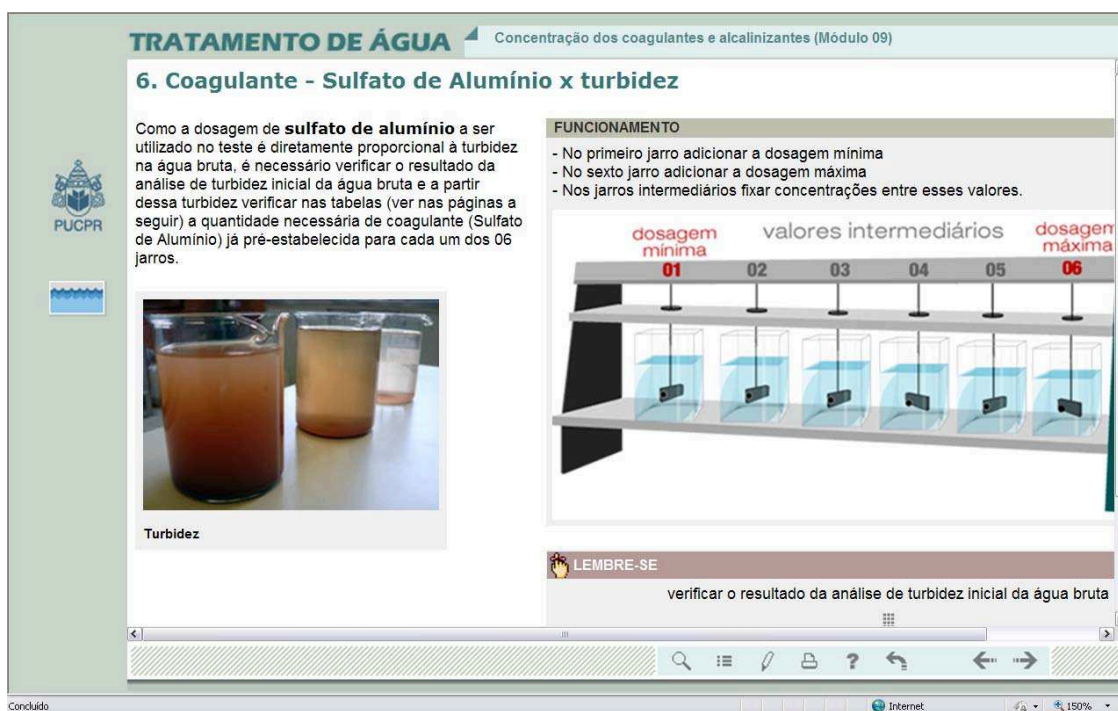 TRATAMENTO DE ÁGUA
Concentração dos coagulantes e alcalinizantes (Módulo 09)
6. Coagulante - Sulfato de Alumínio x turbidez
Como a dosagem de sulfato de alumínio a ser
utilizado no teste é diretamente proporcional à turbidez
na água bruta, é necessário verificar o resultado da
análise de turbidez inicial da água bruta e a partir
dessa turbidez verificar nas tabelas (ver nas páginas a
seguir) a quantidade necessária de coagulante (Sulfato
de Alumínio) já pré-estabelecida para cada um dos 06
jarros.
PUCPR
Turbidez
FUNCIONAMENTO
- No primeiro jarro adicionar a dosagem mínima
- No sexto jarro adicionar a dosagem máxima
- Nos jarros intermediários fixar concentrações entre esses valores.
dosagem mínima
valores intermediários
dosagem máxima
01 02 03 04 05 06
LEMBRE-SE
verificar o resultado da análise de turbidez inicial da água bruta
?
Concluído
Internet
150%